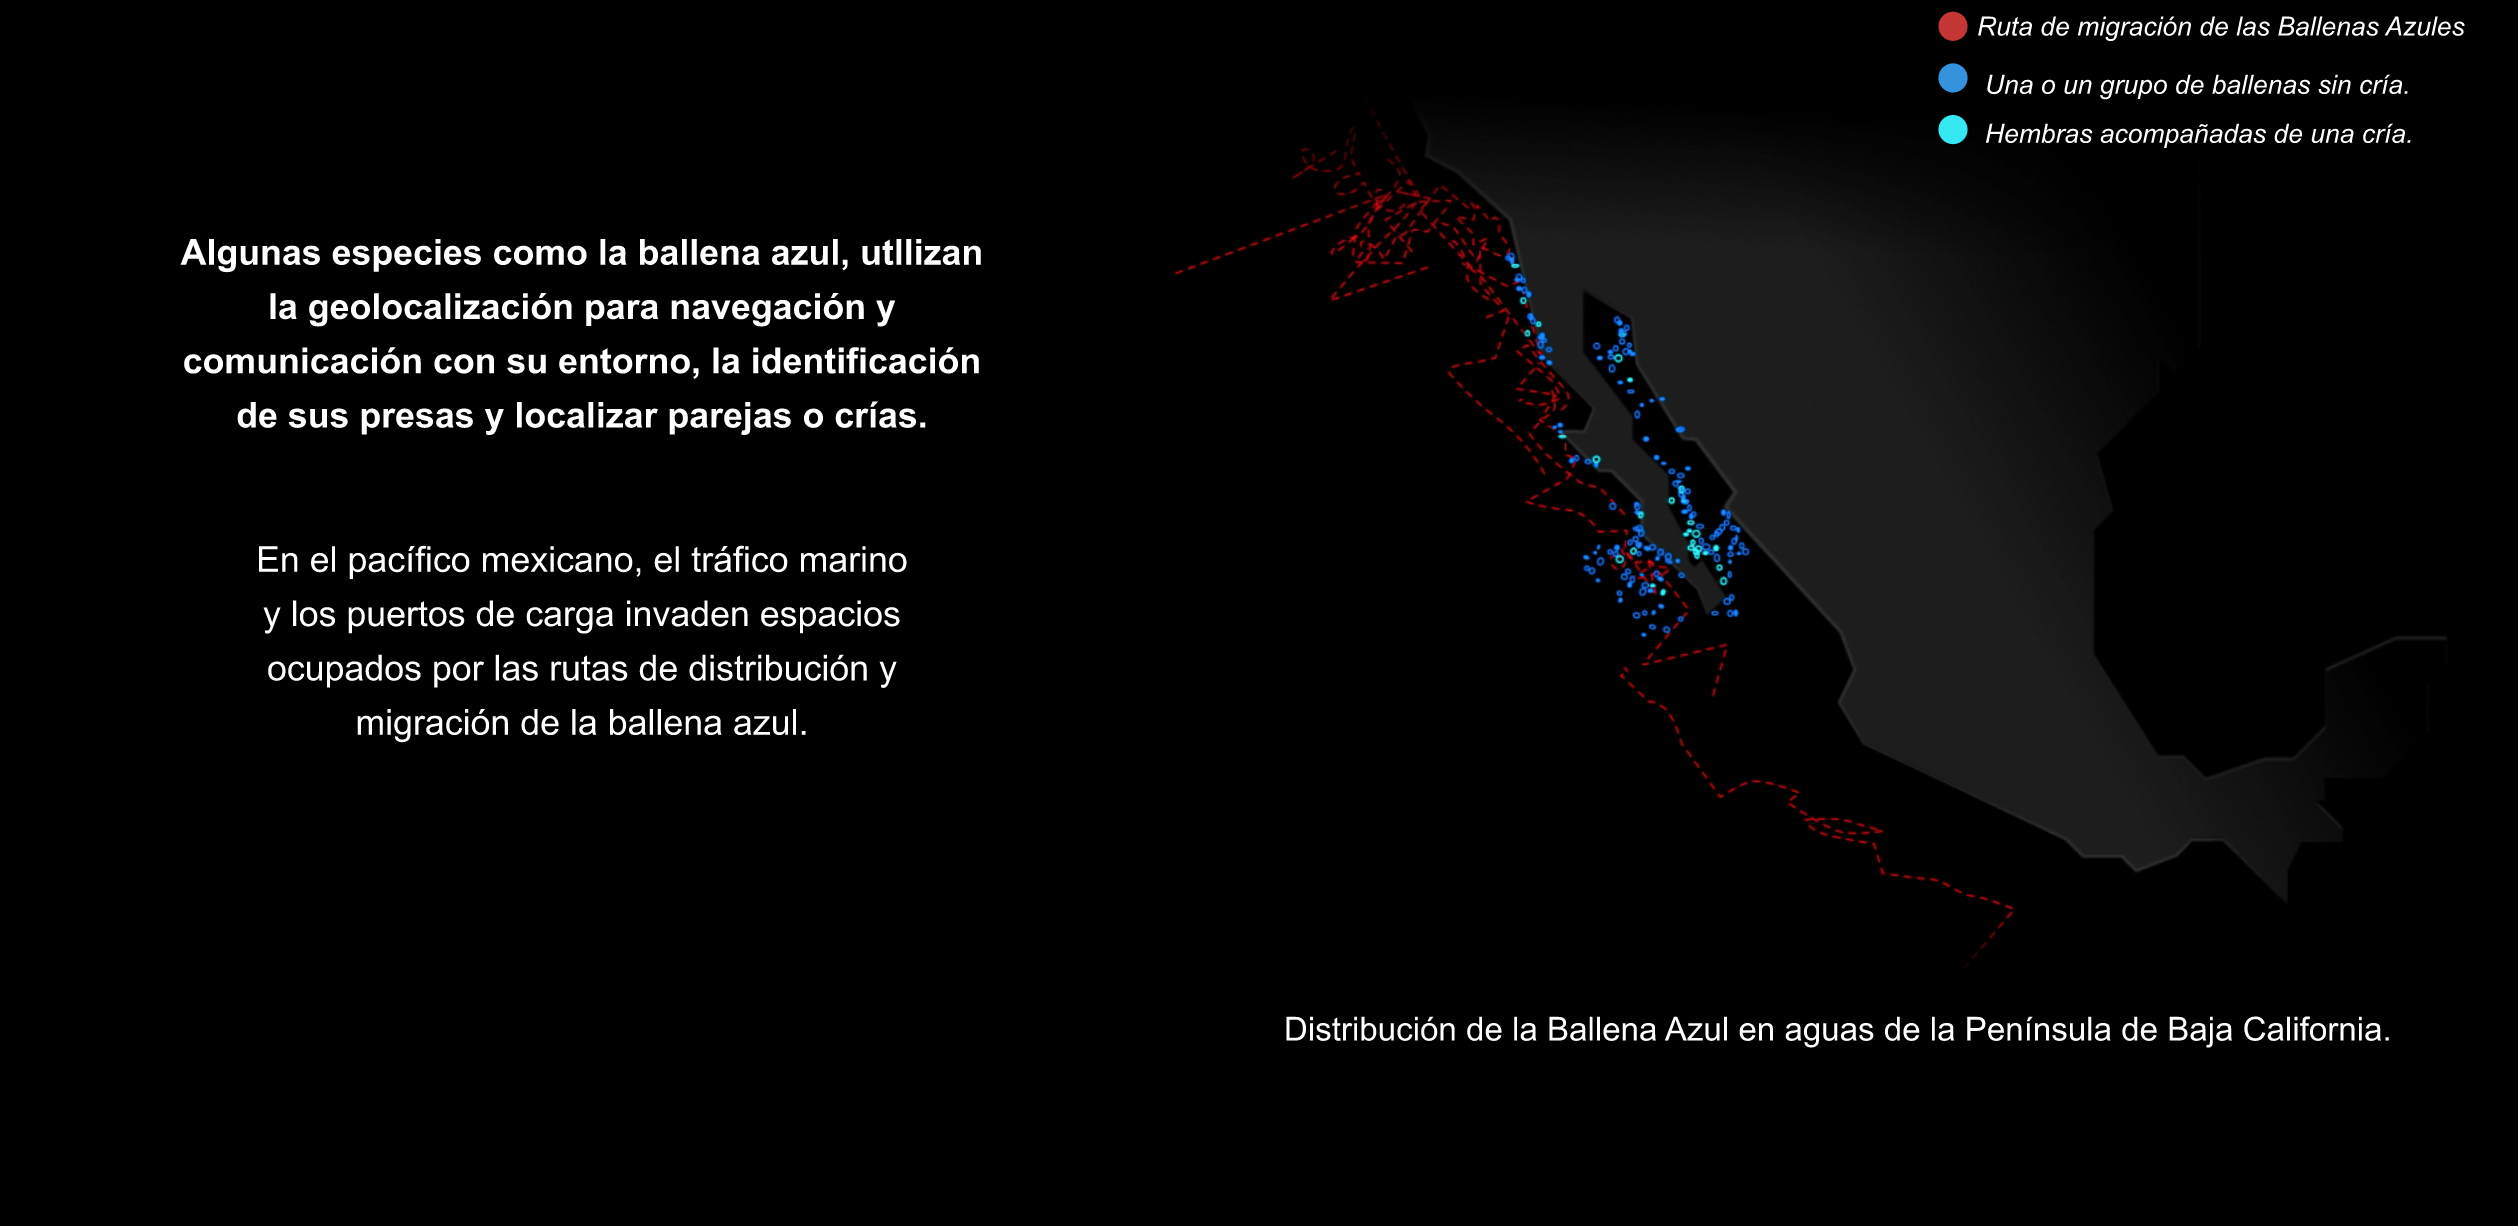 Ruta de migración de las Ballenas Azules
Una o un grupo de ballenas sin cría.
Hembras acompañadas de una cría.
Algunas especies como la ballena azul, utllizan
la geolocalización para navegación y
comunicación con su entorno, la identificación
de sus presas y localizar parejas o crías.
En el pacífico mexicano, el tráfico marino
y los puertos de carga invaden espacios
ocupados por las rutas de distribución y
migración de la ballena azul.
Distribución de la Ballena Azul en aguas de la Península de Baja California.